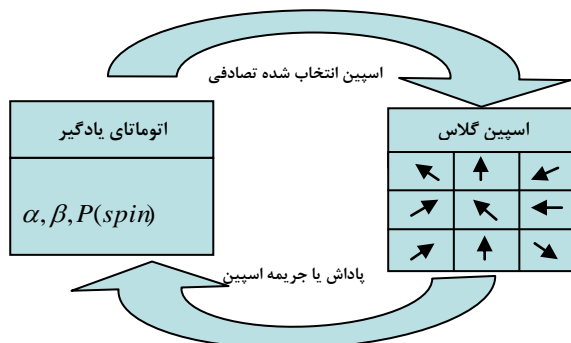 اسپین انتخاب شده تصادفی
اتوماتای یادگیر
اسپین گلاس
α, β, P(spin)
پاداش یا جریمه اسپین